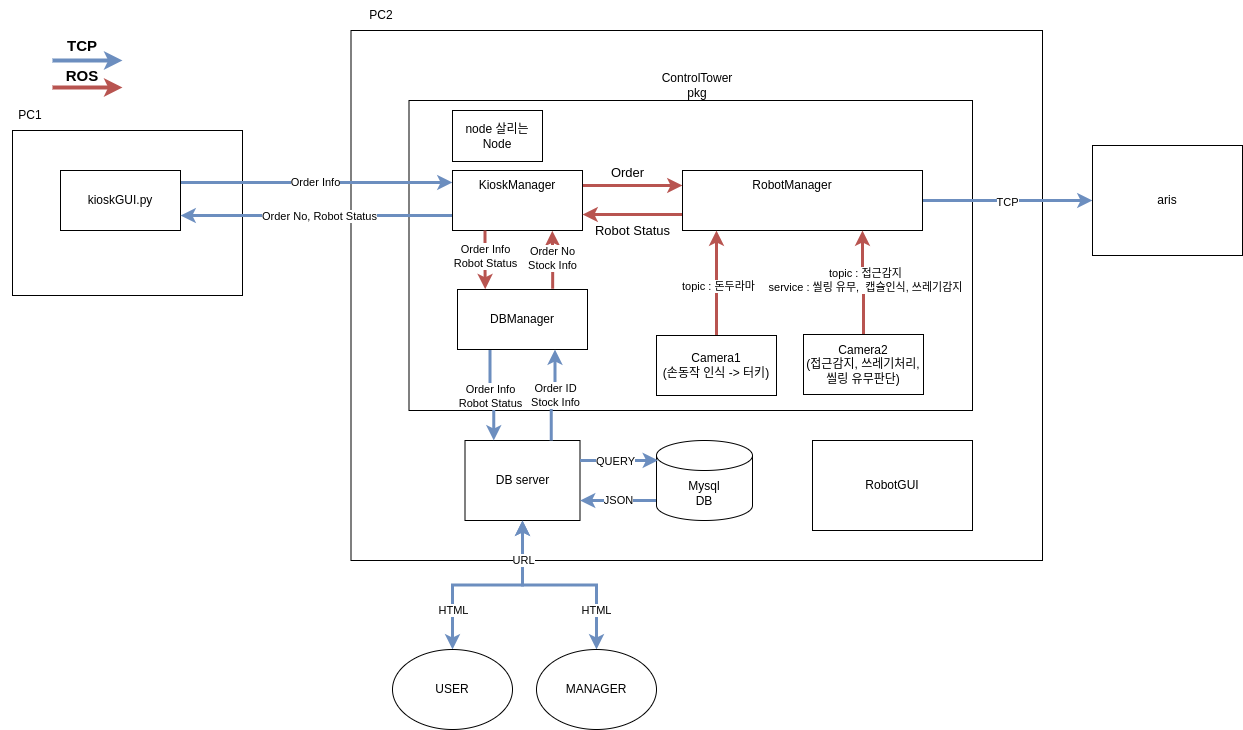 PC2
TCP
ROS
PC1
ControlTower
pkg
node 살리는
Node
kioskGUI.py
Order Info
Order No, Robot Status
KioskManager
Order
Robot Status
RobotManager
TCP
aris
Order Info
Robot Status
Order No
Stock Info
topic : 돈두라마
topic : 접근감지
service : 씰링 유무, 캡슐인식, 쓰레기감지
DBManager
Camera1
(손동작 인식 -> 터키)
Camera2
(접근감지, 쓰레기처리,
씰링 유무판단)
Order Info
Robot Status
Order ID
Stock Info
DB server
QUERY
JSON
Mysql
DB
RobotGUI
URL
HTML
HTML
USER
MANAGER